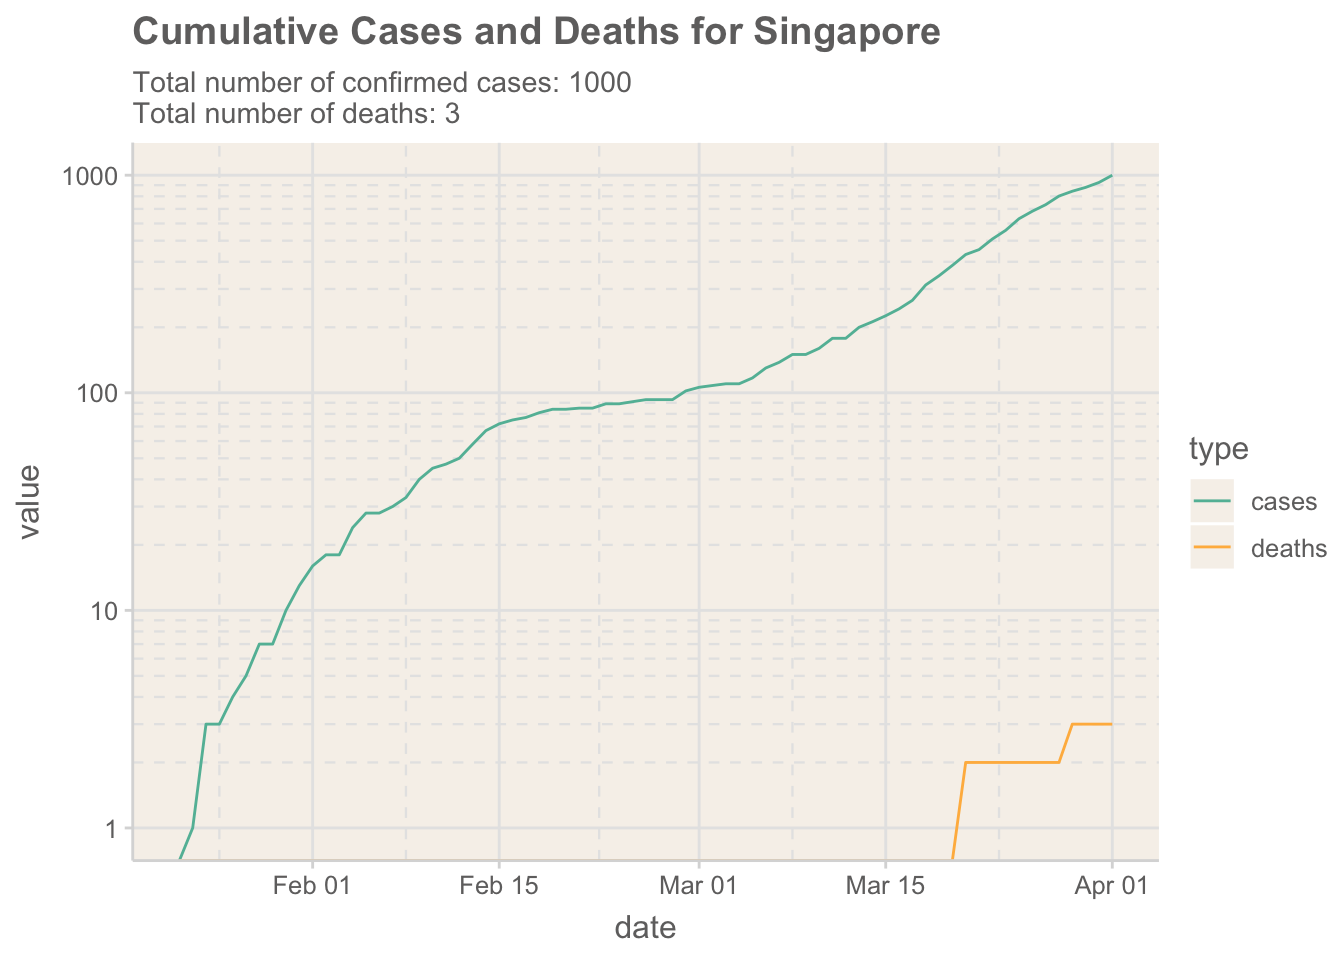 Cumulative Cases and Deaths for Singapore
Total number of confirmed cases: 1000
Total number of deaths: 3
1000
100
10
1
value
Feb 01
Feb 15
Mar 01
Mar 15
Apr 01
date
type
cases
deaths